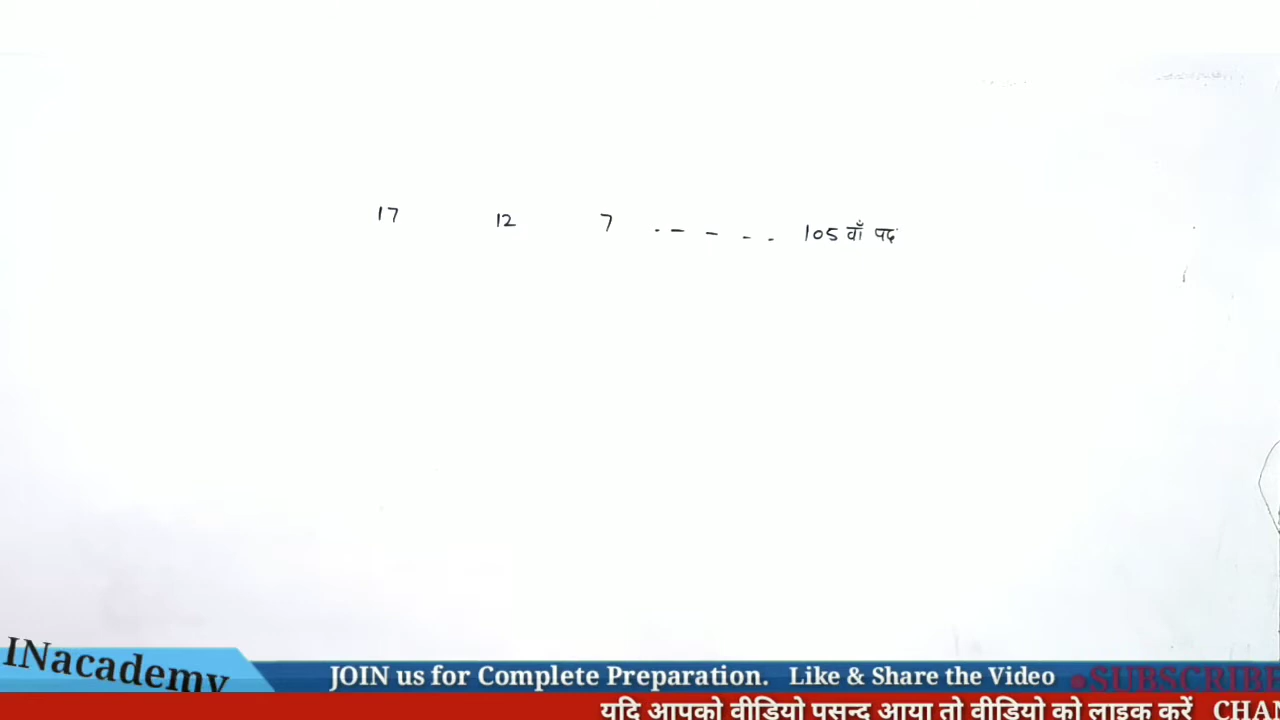 17 12 7 . - - - . 105 वाँ पद
INacademy
JOIN us for Complete Preparation. Like & Share the Video
SUBSCRIBE
यदि आपको वीडियो पसन्द आया तो वीडियो को लाइक करें